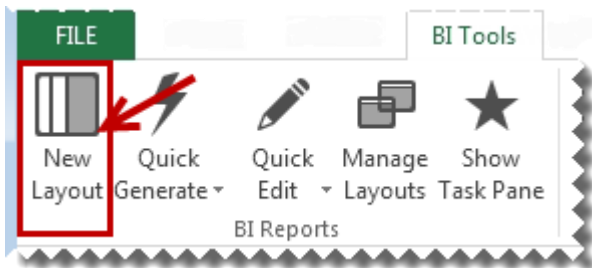 FILE BI Tools
New Quick Quick Manage Show
Layout Generate Edit Layouts Task Pane
BI Reports